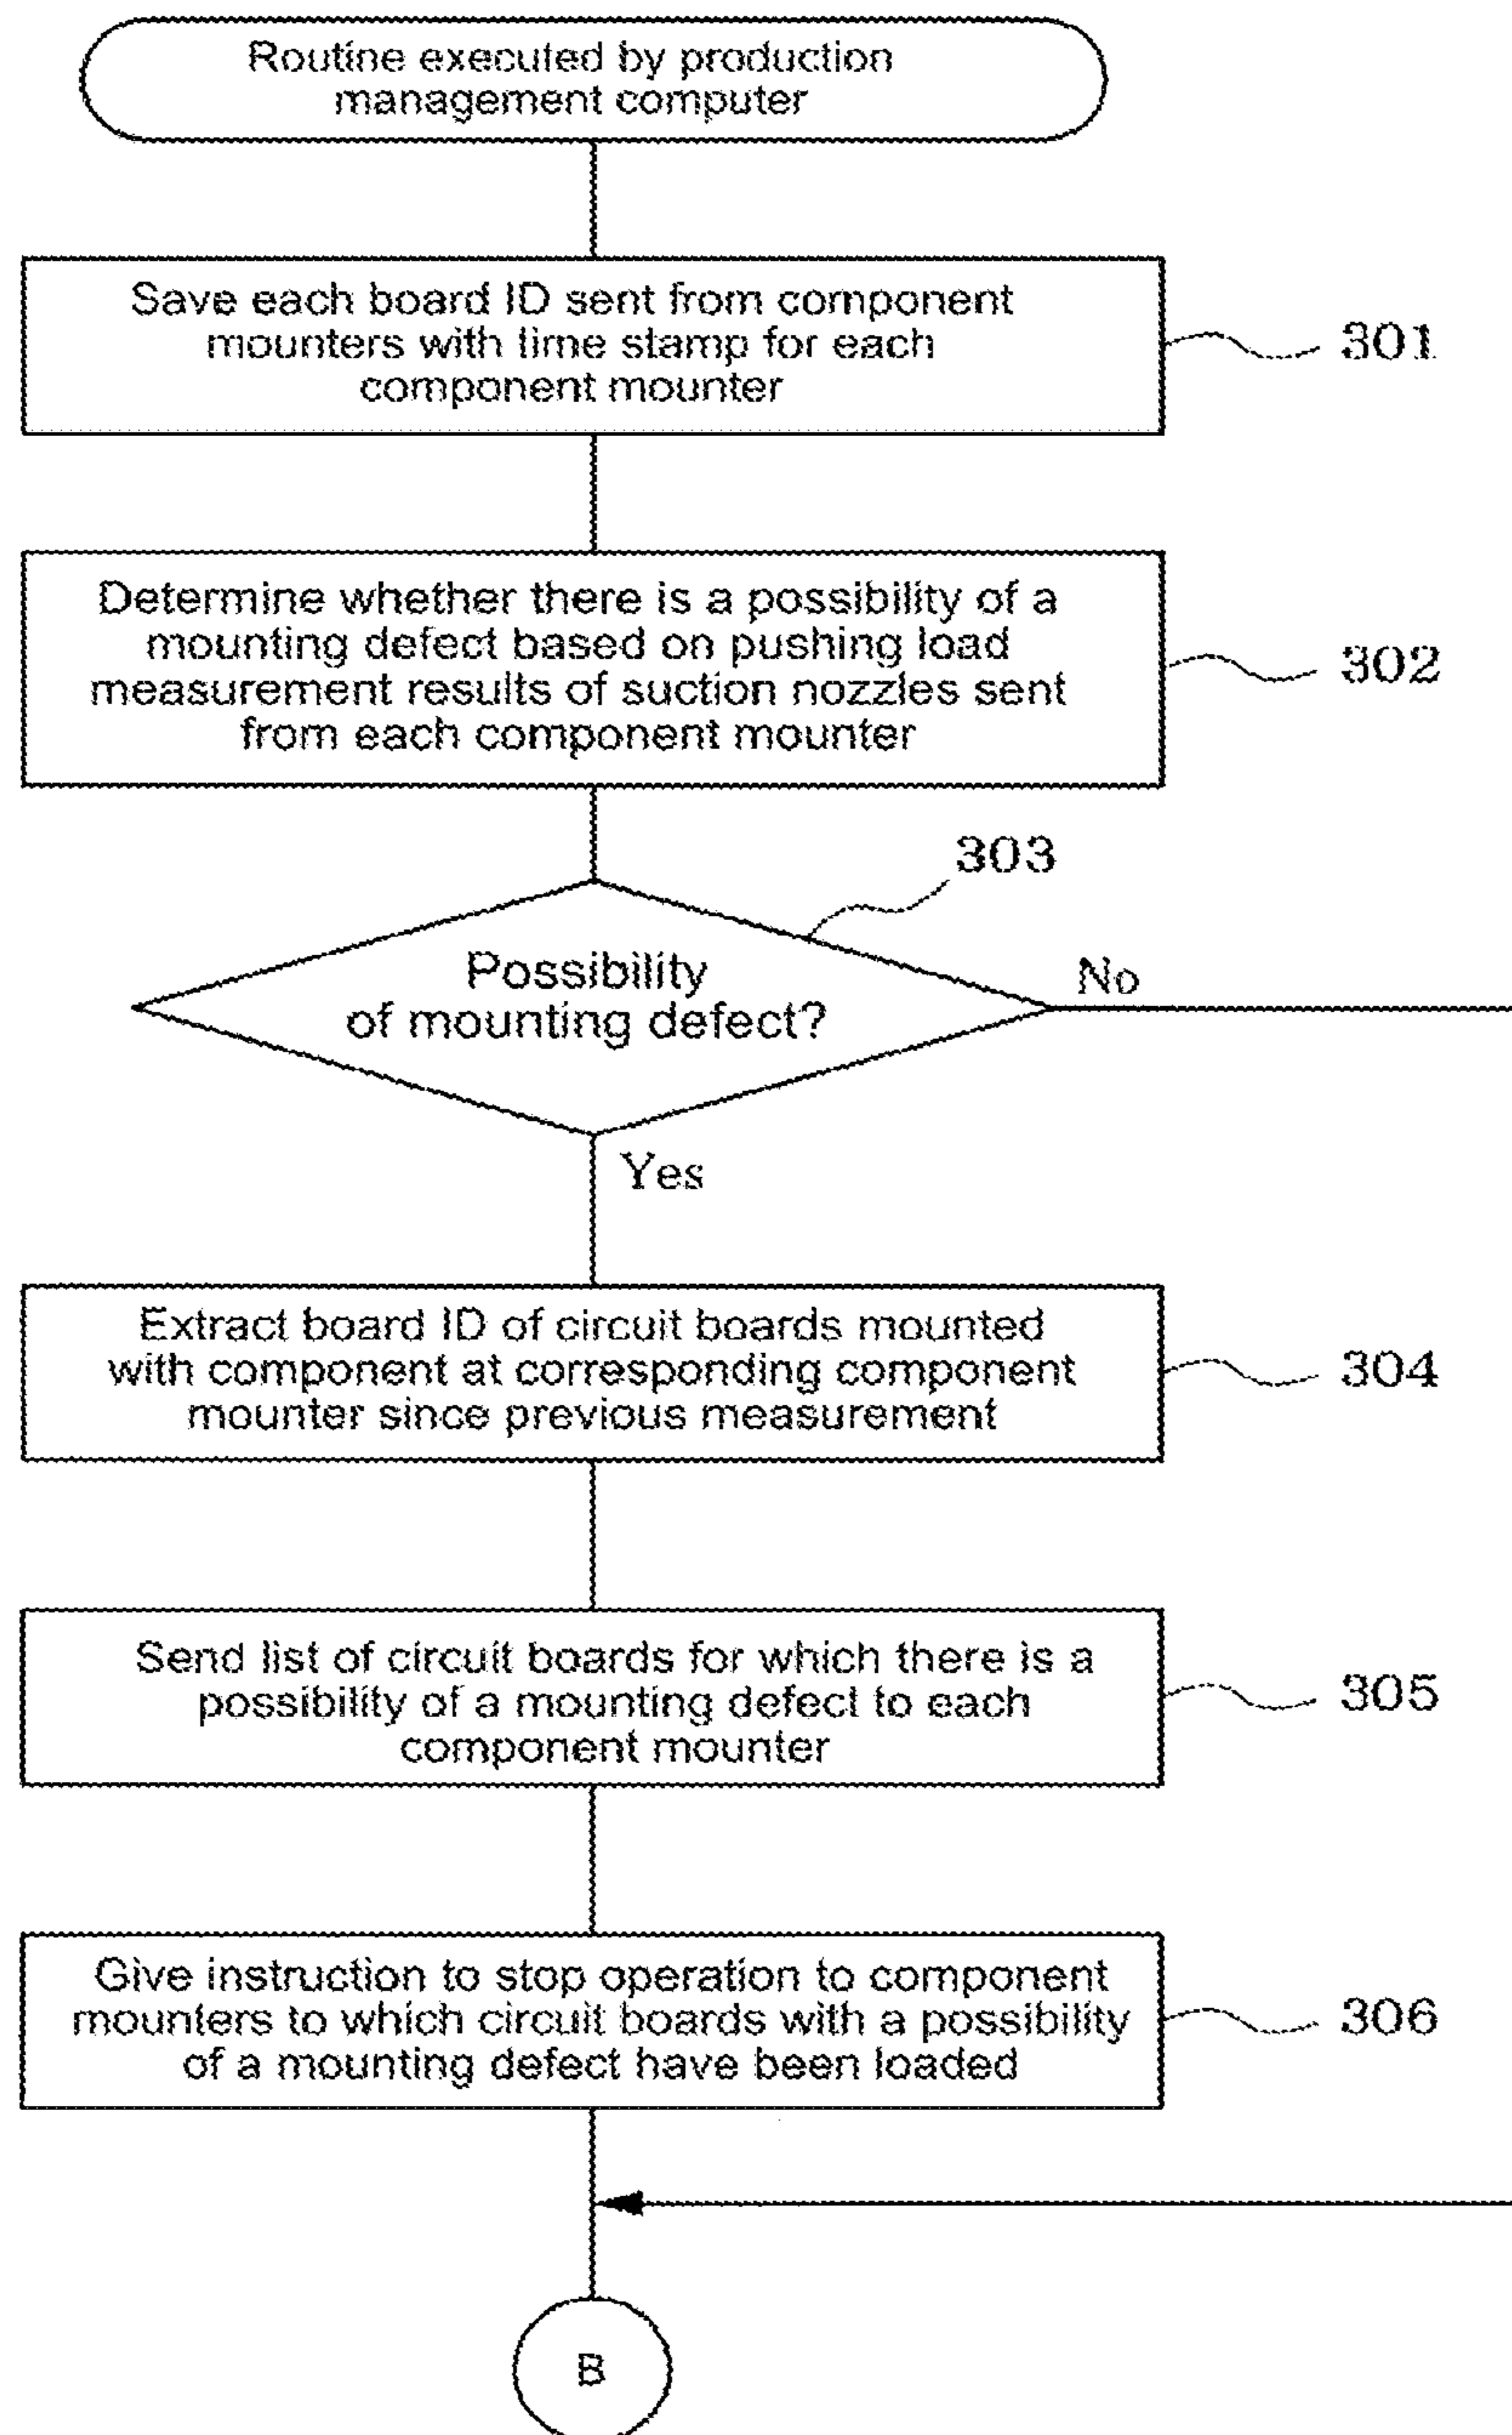 Routine executed by production
management computer
Save each board ID sent from component
mounters with lime stamp for each
component mounter
301
Determine whether there is a possibility of a
mounting defect based on pushing load
measurement results of suction nozzles sent
from each component mounter
302
303
Possibility
of mounting defect?
No
Yes
Extract board ID of circuit boards mounted
with component at corresponding component
mounter since previous measurement
304
Send list of circuit boards for which there is a
possibility of a mounting defect to each
component mounter
305
Give instruction to stop operation to component
mounters to which circuit boards with a possibility
of a mounting defect have been loaded
306
B